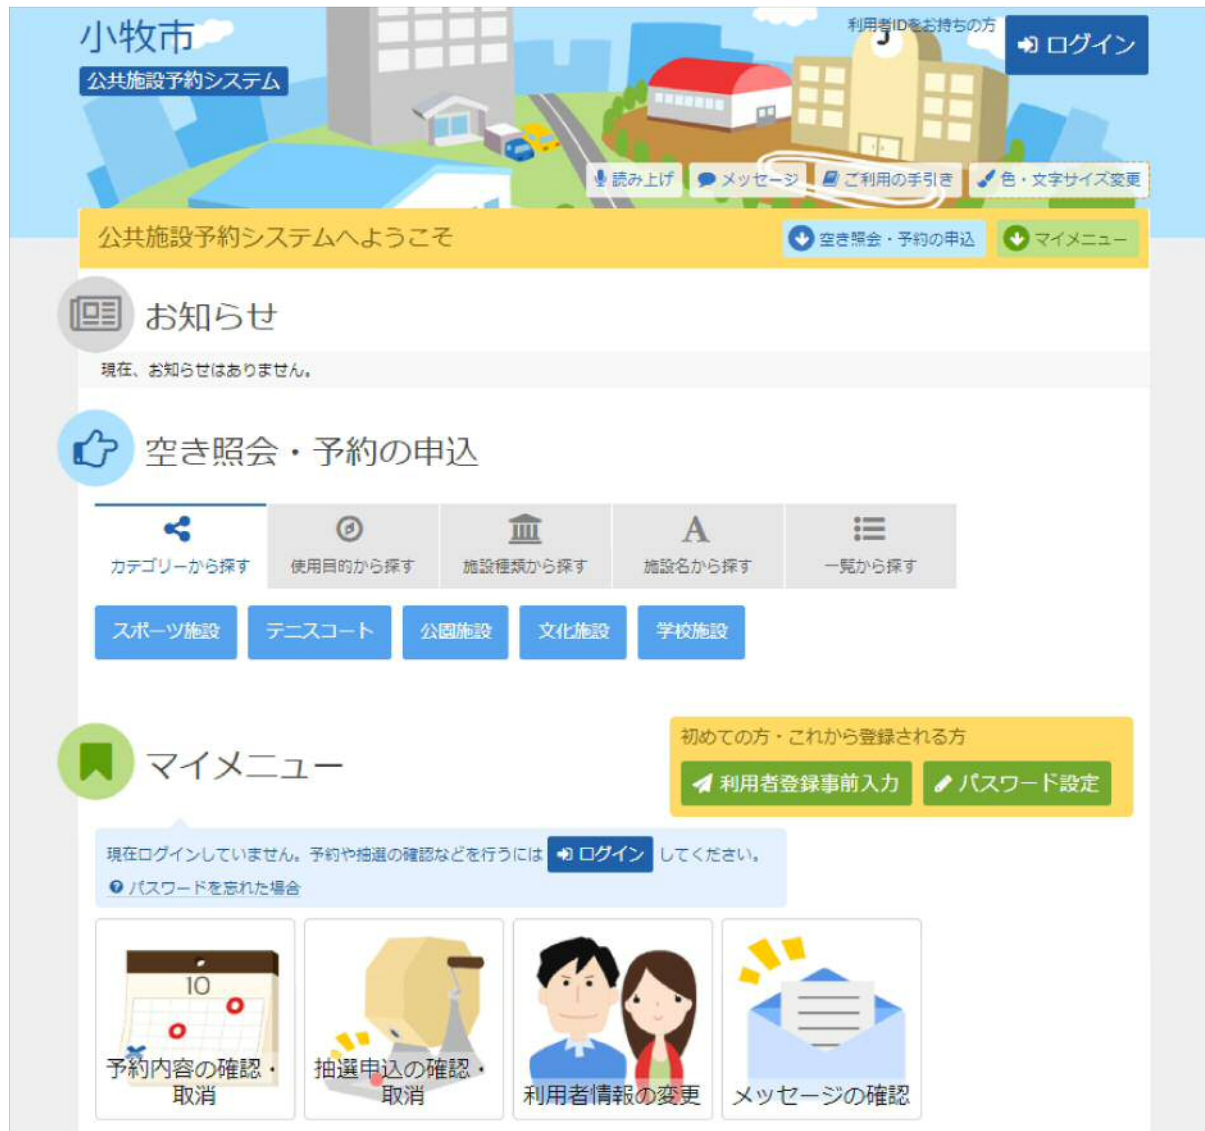 小牧市
公共施設予約システム
利用者IDをお持ちの方
ログイン
読み上げ
メッセージ
ご利用の手引き
色・文字サイズ変更
公共施設予約システムへようこそ
空き照会・予約の申込
マイメニュー
お知らせ
現在、お知らせはありません。
空き照会・予約の申込
カテゴリーから探す
使用目的から探す
施設種類から探す
A
施設名から探す
一覧から探す
スポーツ施設
テニスコート
公園施設
文化施設
学校施設
マイメニュー
初めての方・これから登録される方
利用者登録事前入力
パスワード設定
現在ログインしていません。予約や抽選の確認などを行うには ログイン してください。
パスワードを忘れた場合
10
予約内容の確認・
取消
抽選申込の確認・
取消
利用者情報の変更
メッセージの確認